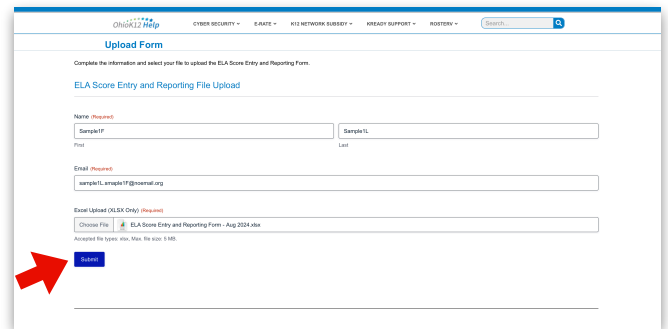 OhioK12 Help CYBER SECURITY E-RATE K12 NETWORK SUBSIDY KREADY SUPPORT ROSTERV Search...
Upload Form
Complete the information and select your file to upload the ELA Score Entry and Reporting Form.
ELA Score Entry and Reporting File Upload
Name (Required)
Sample1F Sample1L
First Last
Email (Required)
sample1L.smaple1F@noemail.org
Excel Upload (XLSX Only) (Required)
Choose File ELA Score Entry and Reporting Form - Aug 2024.xlsx
Accepted file types: xlsx, Max. file size: 5 MB.
Submit